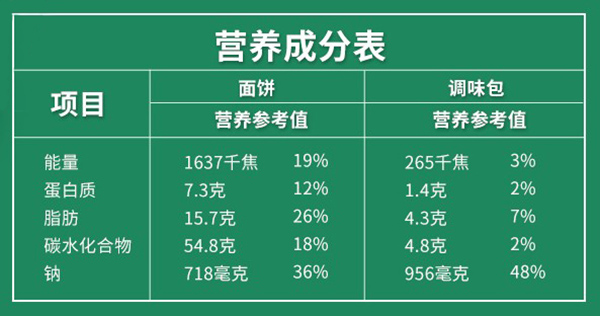 营养成分表
项目 面饼 调味包
营养参考值 营养参考值
能量 1637千焦 19% 265千焦 3%
蛋白质 7.3克 12% 1.4克 2%
脂肪 15.7克 26% 4.3克 7%
碳水化合物 54.8克 18% 4.8克 2%
钠 718毫克 36% 956毫克 48%